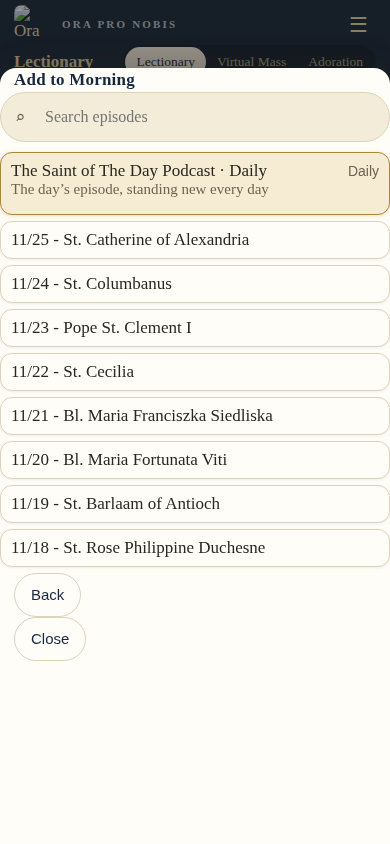 Ora
ORA PRO NOBIS
Lectionary
Lectionary
Virtual Mass
Adoration
Add to Morning
Search episodes
The Saint of The Day Podcast · Daily
Daily
The day’s episode, standing new every day
11/25 - St. Catherine of Alexandria
11/24 - St. Columbanus
11/23 - Pope St. Clement I
11/22 - St. Cecilia
11/21 - Bl. Maria Franciszka Siedliska
11/20 - Bl. Maria Fortunata Viti
11/19 - St. Barlaam of Antioch
11/18 - St. Rose Philippine Duchesne
Back
Close